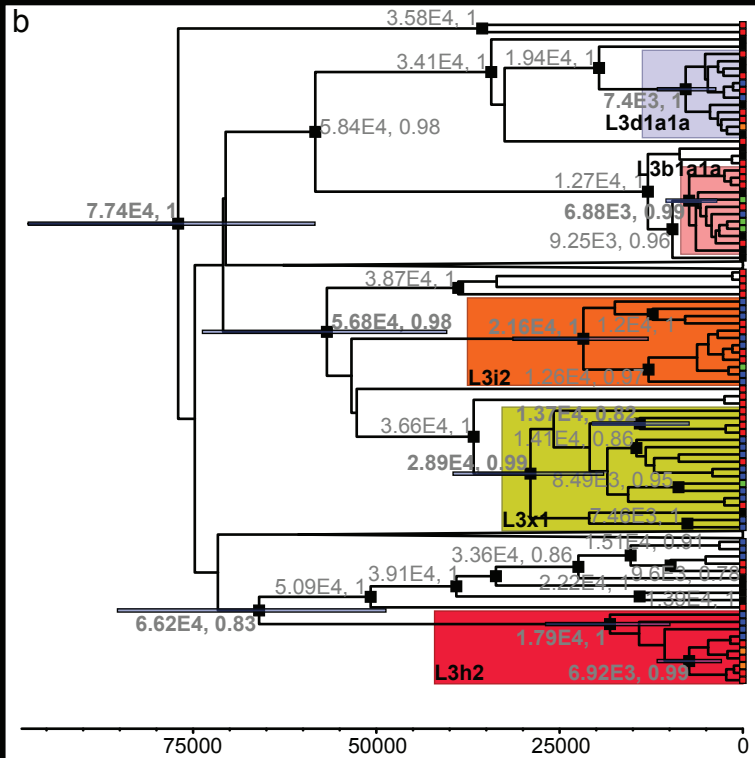 b
3.58E4, 1
3.41E4, 1
1.94E4, 1
7.4E3, 1
L3d1a1a
5.84E4, 0.98
L3b1a1a
1.27E4, 1
6.88E3, 0.99
7.74E4, 1
9.25E3, 0.96
3.87E4, 1
5.68E4, 0.98
2.16E4, 1
1.2E4, 1
L3i2
1.26E4, 0.97
1.37E4, 0.82
3.66E4, 1
1.41E4, 0.86
2.89E4, 0.99
8.49E3, 0.95
L3x1
7.46E3, 1
1.51E4, 0.91
3.36E4, 0.86
3.91E4, 1
2.22E4, 1
9.6E3, 0.78
5.09E4, 1
1.39E4, 1
6.62E4, 0.83
1.79E4, 1
L3h2
6.92E3, 0.99
75000 50000 25000 0